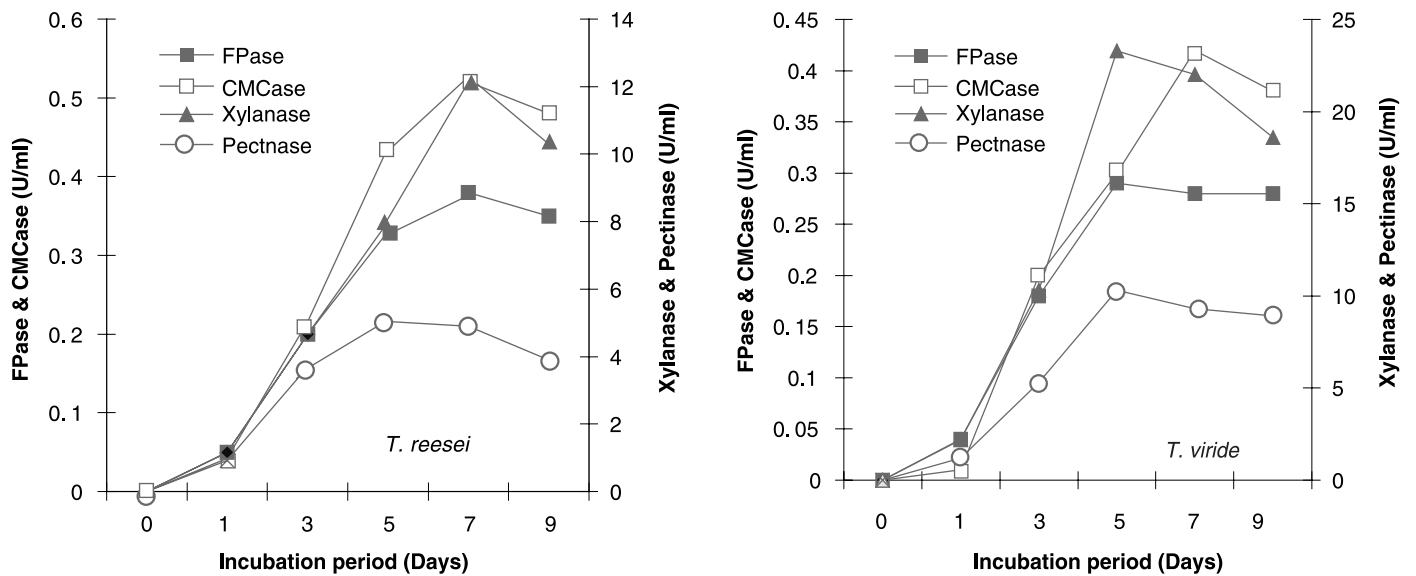 0.6
0.5
0.4
0.3
0.2
0.1
0
FPase & CMCase (U/ml)
FPase
CMCase
Xylanase
Pectnase
T. reesei
14
12
10
8
6
4
2
0
Xylanase & Pectinase (U/ml)
0 1 3 5 7 9
Incubation period (Days)
0.45
0.4
0.35
0.3
0.25
0.2
0.15
0.1
0.05
0
FPase & CMCase (U/ml)
FPase
CMCase
Xylanase
Pectnase
T. viride
25
20
15
10
5
0
Xylanase & Pectinase (U/ml)
0 1 3 5 7 9
Incubation period (Days)